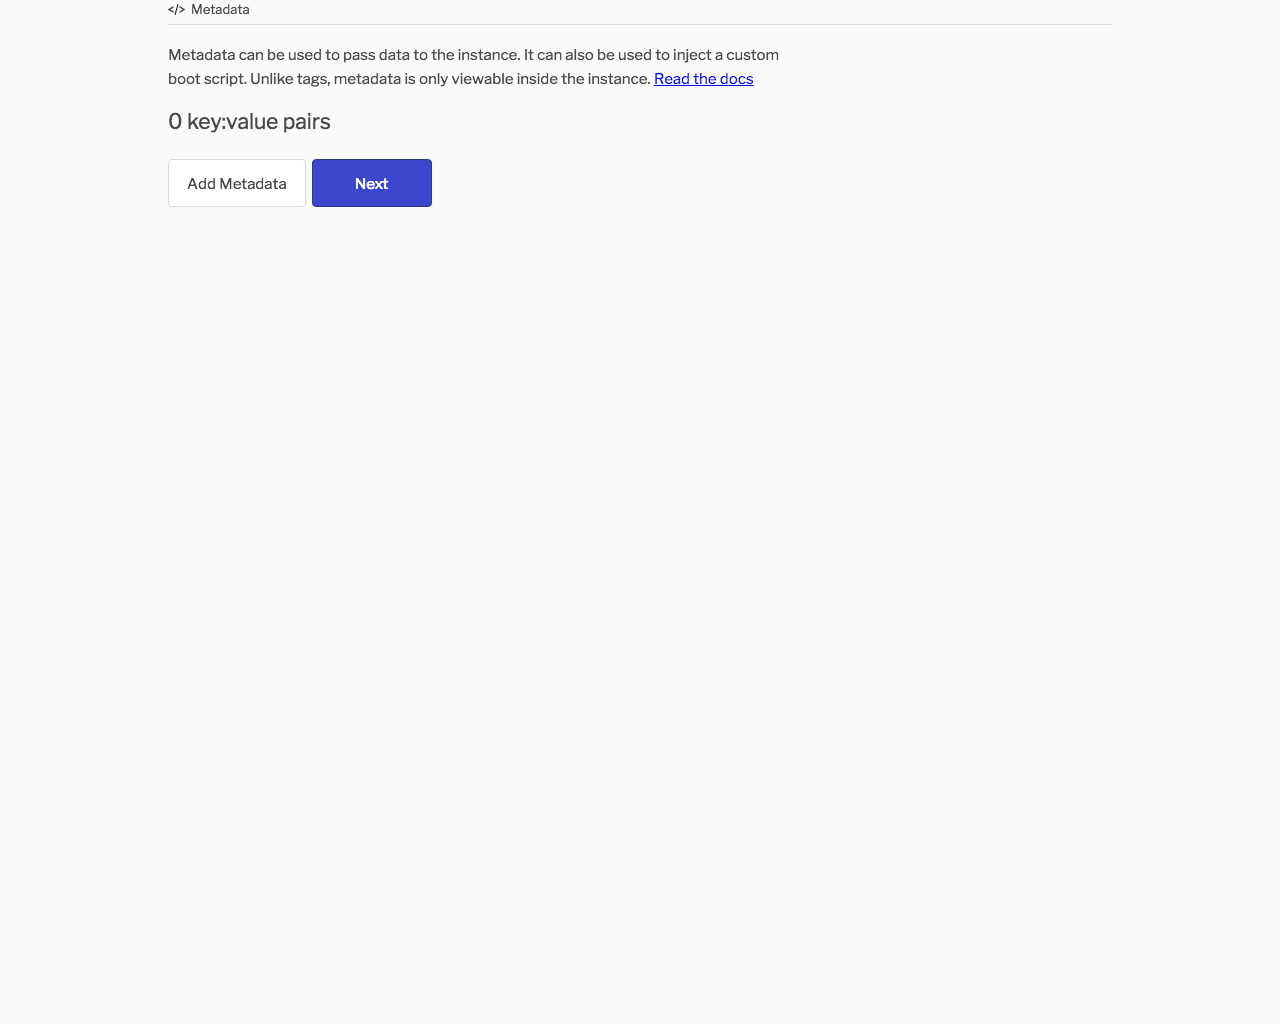 </> Metadata
Metadata can be used to pass data to the instance. It can also be used to inject a custom
boot script. Unlike tags, metadata is only viewable inside the instance. Read the docs
0 key:value pairs
Add Metadata Next